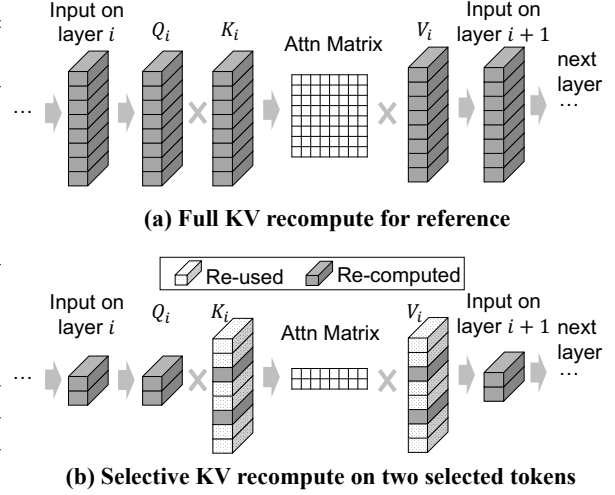 Input on
layer i
Q_i
K_i
Attn Matrix
V_i
Input on
layer i + 1
next
layer
...
...
(a) Full KV recompute for reference
Re-used
Re-computed
Input on
layer i
Q_i
K_i
Attn Matrix
V_i
Input on
layer i + 1
next
layer
...
...
(b) Selective KV recompute on two selected tokens